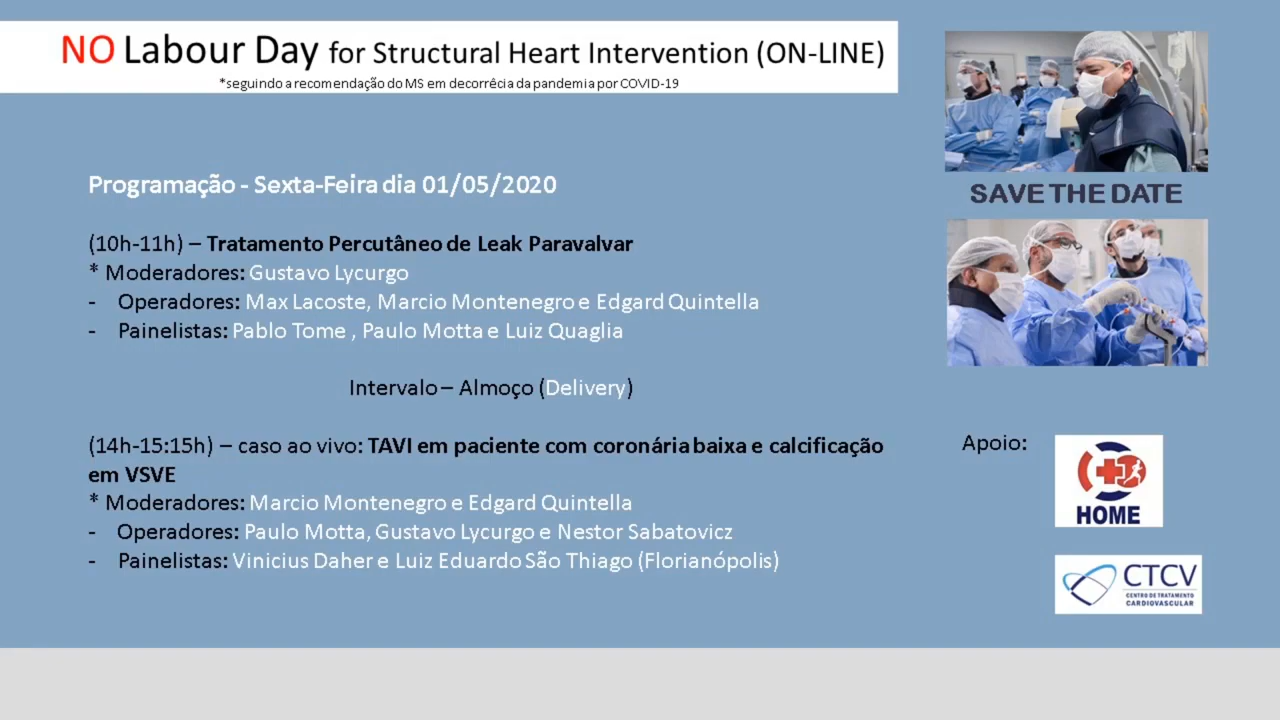 NO Labour Day for Structural Heart Intervention (ON-LINE)
*seguindo a recomendação do MS em decorrêcia da pandemia por COVID-19
Programação - Sexta-Feira dia 01/05/2020
(10h-11h) – Tratamento Percutâneo de Leak Paravalvar
* Moderadores: Gustavo Lycurgo
- Operadores: Max Lacoste, Marcio Montenegro e Edgard Quintella
- Painelistas: Pablo Tome , Paulo Motta e Luiz Quaglia
Intervalo – Almoço (Delivery)
(14h-15:15h) – caso ao vivo: TAVI em paciente com coronária baixa e calcificação
em VSVE
* Moderadores: Marcio Montenegro e Edgard Quintella
- Operadores: Paulo Motta, Gustavo Lycurgo e Nestor Sabatovicz
- Painelistas: Vinicius Daher e Luiz Eduardo São Thiago (Florianópolis)
SAVE THE DATE
Apoio:
HOME
CTCV
CENTRO DE TRATAMENTO
CARDIOVASCULAR